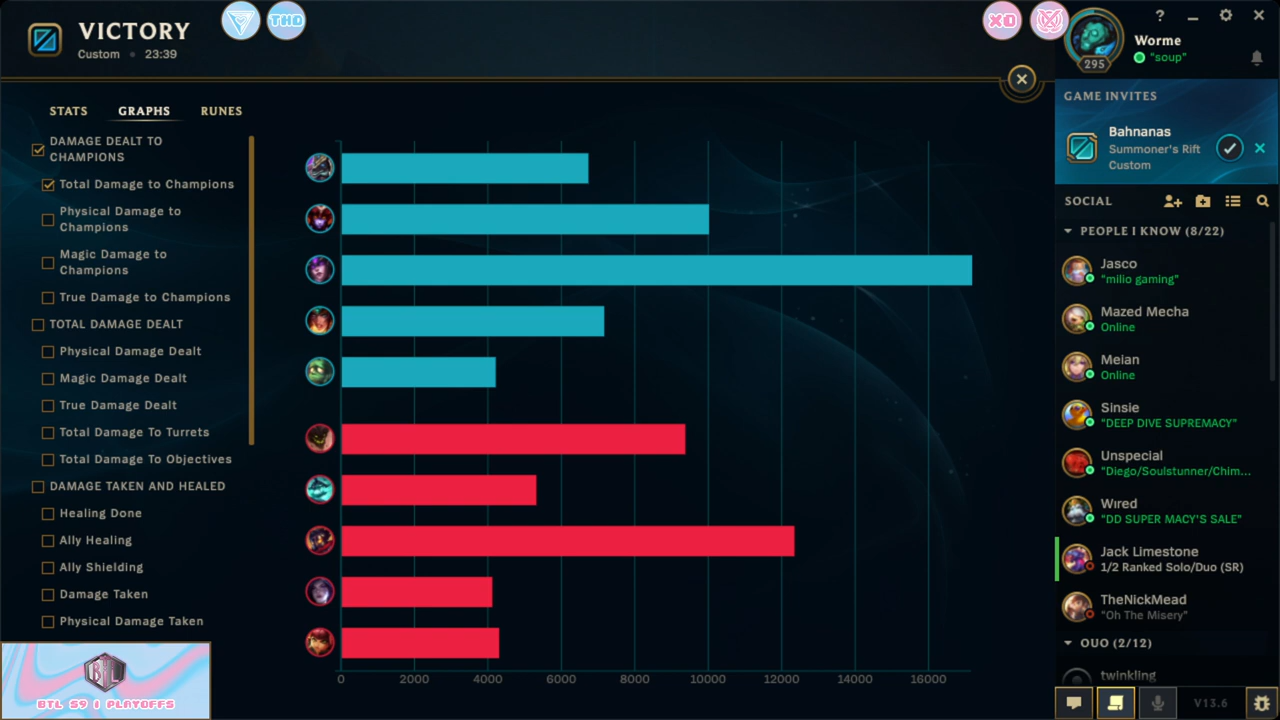 VICTORY
Custom • 23:39
THD
XO
295
Worme
"soup"
STATS GRAPHS RUNES
DAMAGE DEALT TO
CHAMPIONS
Total Damage to Champions
Physical Damage to
Champions
Magic Damage to
Champions
True Damage to Champions
TOTAL DAMAGE DEALT
Physical Damage Dealt
Magic Damage Dealt
True Damage Dealt
Total Damage To Turrets
Total Damage To Objectives
DAMAGE TAKEN AND HEALED
Healing Done
Ally Healing
Ally Shielding
Damage Taken
Physical Damage Taken
BTL
BTL S9 | PLAYOFFS
0 2000 4000 6000 8000 10000 12000 14000 16000
GAME INVITES
Bahnanas
Summoner's Rift
Custom
SOCIAL
PEOPLE I KNOW (8/22)
Jasco
"milio gaming"
Mazed Mecha
Online
Meian
Online
Sinsie
"DEEP DIVE SUPREMACY"
Unspecial
"Diego/Soulstunner/Chim...
Wired
"DD SUPER MACY'S SALE"
Jack Limestone
1/2 Ranked Solo/Duo (SR)
TheNickMead
"Oh The Misery"
OUO (2/12)
twinkling
V13.6